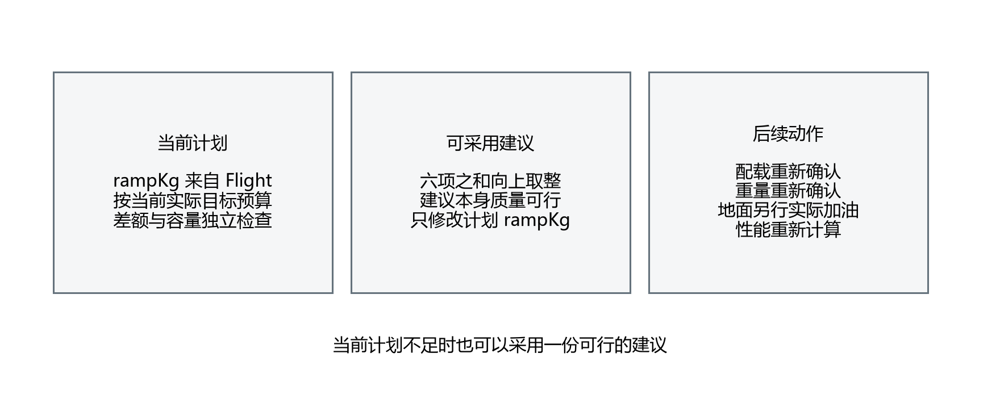 当前计划
rampKg 来自 Flight
按当前实际目标预算
差额与容量独立检查
可采用建议
六项之和向上取整
建议本身质量可行
只修改计划 rampKg
后续动作
配载重新确认
重量重新确认
地面另行实际加油
性能重新计算
当前计划不足时也可以采用一份可行的建议